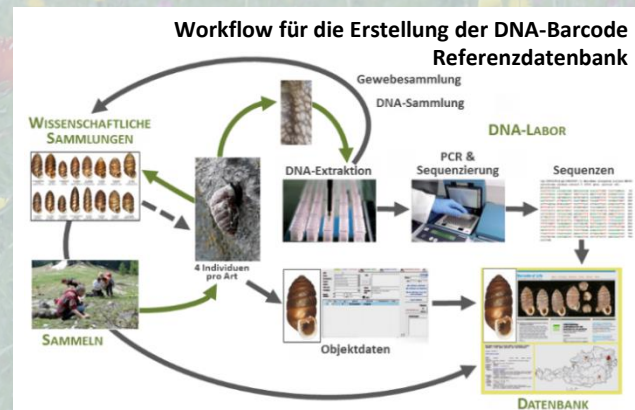 Workflow für die Erstellung der DNA-Barcode
Referenzdatenbank
Gewebesammlung
DNA-Sammlung
WISSENSCHAFTLICHE
SAMMLUNGEN
DNA-LABOR
DNA-Extraktion
PCR &
Sequenzierung
Sequenzen
4 Individuen
pro Art
SAMMELN
Objektdaten
DATENBANK